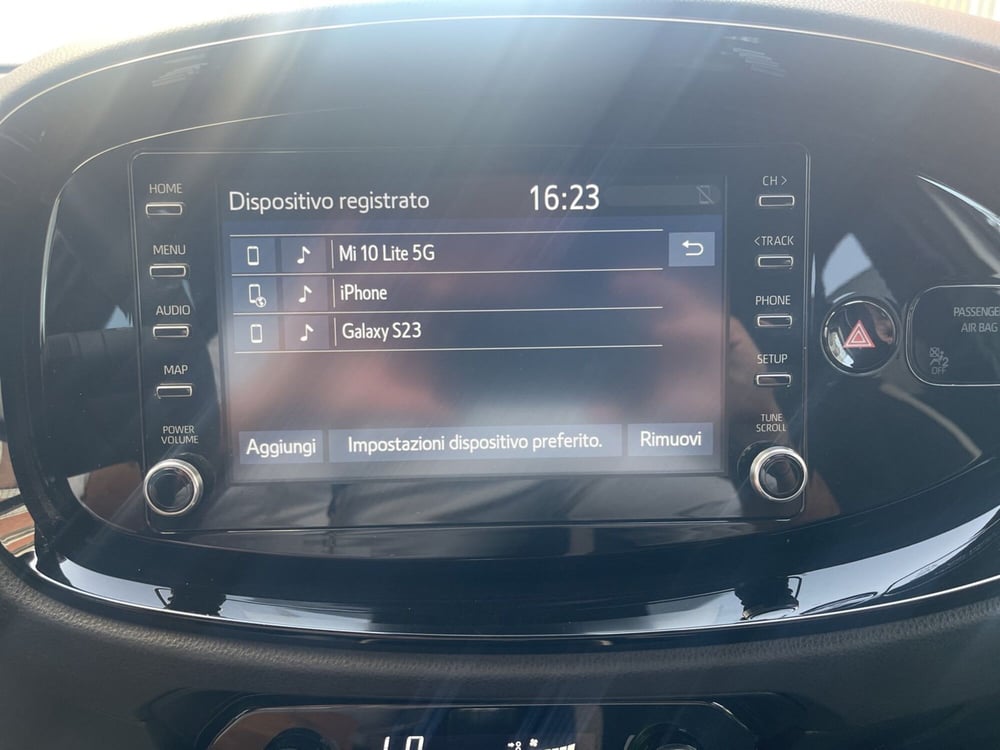 HOME
MENU
AUDIO
MAP
POWER
VOLUME
Dispositivo registrato 16:23
Mi 10 Lite 5G
iPhone
Galaxy S23
Aggiungi Impostazioni dispositivo preferito. Rimuovi
CH >
< TRACK
PHONE
SETUP
TUNE
SCROLL
PASSENGE
AIR BAG
OFF